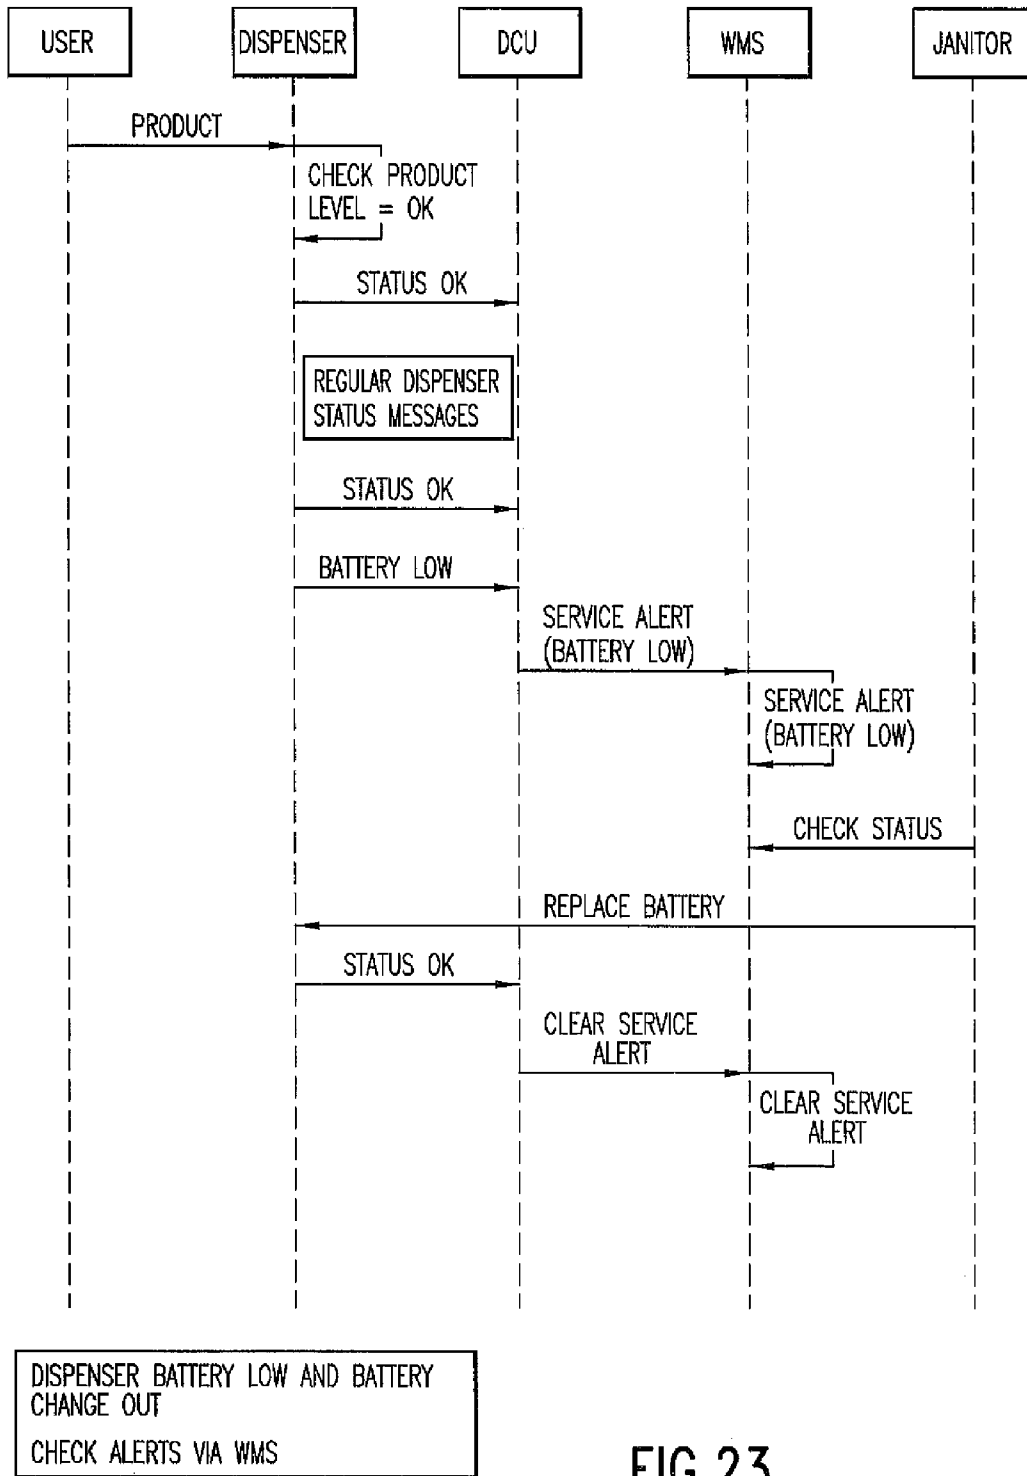 USER DISPENSER DCU WMS JANITOR
PRODUCT
CHECK PRODUCT
LEVEL = OK
STATUS OK
REGULAR DISPENSER
STATUS MESSAGES
STATUS OK
BATTERY LOW
SERVICE ALERT
(BATTERY LOW)
SERVICE ALERT
(BATTERY LOW)
CHECK STATUS
REPLACE BATTERY
STATUS OK
CLEAR SERVICE
ALERT
CLEAR SERVICE
ALERT
DISPENSER BATTERY LOW AND BATTERY
CHANGE OUT
CHECK ALERTS VIA WMS
FIG.23